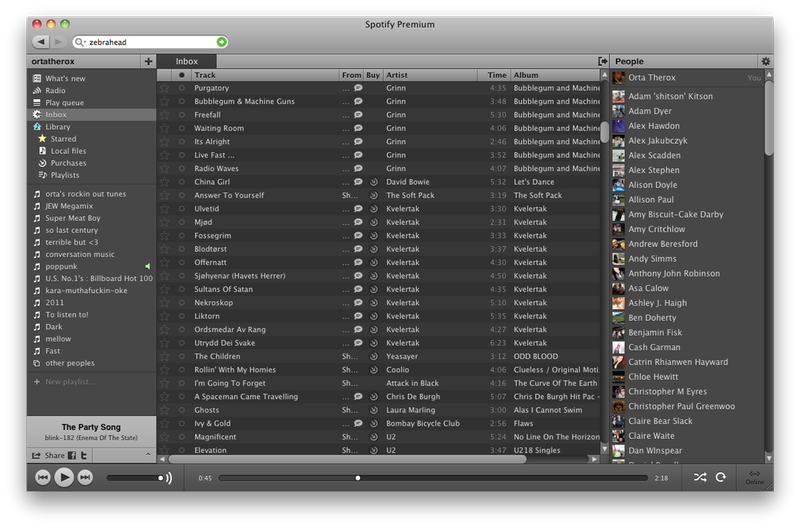 Spotify Premium
zebrahead
ortatherox
Inbox
People
What's new
Radio
Play queue
Inbox
Library
Starred
Local files
Purchases
Playlists
orta's rockin out tunes
JEW Megamix
Super Meat Boy
so last century
terrible but <3
conversation music
poppunk
U.S. No.1's : Billboard Hot 100
kara-muthafuckin-oke
2011
To listen to!
Dark
mellow
Fast
other peoples
New playlist...
The Party Song
blink-182 (Enema Of The State)
Share
Track From Buy Artist Time Album
Purgatory ... Grinn 4:35 Bubblegum and Machine
Bubblegum & Machine Guns ... Grinn 3:48 Bubblegum and Machine
Freefall ... Grinn 5:30 Bubblegum and Machine
Waiting Room ... Grinn 4:06 Bubblegum and Machine
Its Alright ... Grinn 2:46 Bubblegum and Machine
Live Fast ... ... Grinn 3:52 Bubblegum and Machine
Radio Waves ... Grinn 4:07 Bubblegum and Machine
China Girl ... David Bowie 5:32 Let's Dance
Answer To Yourself Sh... The Soft Pack 3:19 The Soft Pack
Ulvetid ... Kvelertak 2:43 Kvelertak
Mjød ... Kvelertak 2:31 Kvelertak
Fossegrim ... Kvelertak 3:33 Kvelertak
Blodtørst ... Kvelertak 3:37 Kvelertak
Offernatt ... Kvelertak 4:30 Kvelertak
Sjøhyenar (Havets Herrer) ... Kvelertak 4:50 Kvelertak
Sultans Of Satan ... Kvelertak 4:35 Kvelertak
Nekroskop ... Kvelertak 5:10 Kvelertak
Liktorn ... Kvelertak 5:35 Kvelertak
Ordsmedar Av Rang ... Kvelertak 4:27 Kvelertak
Utrydd Dei Svake ... Kvelertak 6:23 Kvelertak
The Children Sh... Yeasayer 3:12 ODD BLOOD
Rollin' With My Homies Sh... Coolio 4:06 Clueless / Original Moti...
I'm Going To Forget Sh... Attack in Black 4:16 The Curve Of The Earth
A Spaceman Came Travelling ... Chris De Burgh 5:07 Chris De Burgh Hit Pac -
Ghosts Sh... Laura Marling 3:00 Alas I Cannot Swim
Ivy & Gold ... Bombay Bicycle Club 2:56 Flaws
Magnificent Sh... U2 5:24 No Line On The Horizon
Elevation Sh... U2 3:47 U218 Singles
Orta Therox You
Adam 'shitson' Kitson
Adam Dyer
Alex Hawdon
Alex Jakubczyk
Alex Scadden
Alex Stephen
Alison Doyle
Allison Paul
Amy Biscuit-Cake Darby
Amy Critchlow
Andrew Beresford
Andy Simms
Anthony John Robinson
Asa Calow
Ashley J. Haigh
Ben Doherty
Benjamin Fisk
Cash Garman
Catrin Rhianwen Hayward
Chloe Hewitt
Christopher M Eyres
Christopher Paul Greenwoo
Claire Bear Slack
Claire Waite
Dan WInspear
0:45
2:18
Online